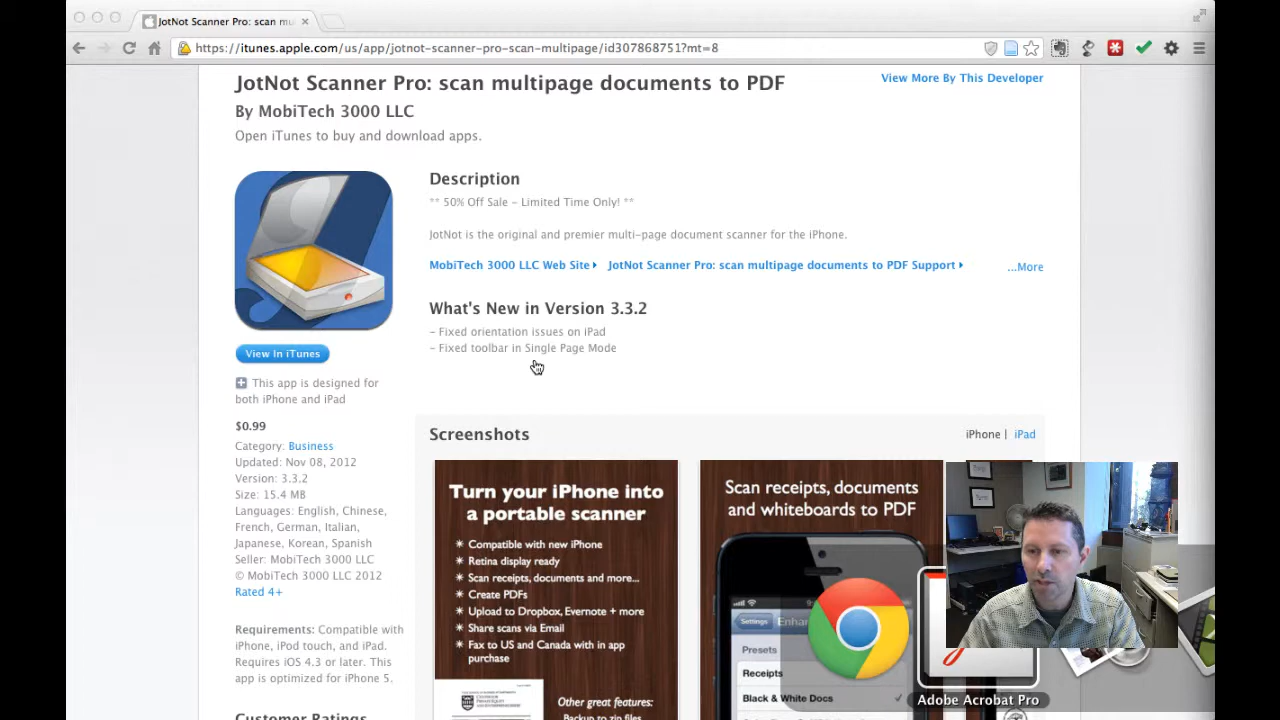 JotNot Scanner Pro: scan mu
https://itunes.apple.com/us/app/jotnot-scanner-pro-scan-multipage/id307868751?mt=8
JotNot Scanner Pro: scan multipage documents to PDF
View More By This Developer
By MobiTech 3000 LLC
Open iTunes to buy and download apps.
Description
** 50% Off Sale – Limited Time Only! **
JotNot is the original and premier multi-page document scanner for the iPhone.
MobiTech 3000 LLC Web Site
JotNot Scanner Pro: scan multipage documents to PDF Support
...More
What's New in Version 3.3.2
– Fixed orientation issues on iPad
– Fixed toolbar in Single Page Mode
View In iTunes
This app is designed for
both iPhone and iPad
$0.99
Category: Business
Updated: Nov 08, 2012
Version: 3.3.2
Size: 15.4 MB
Languages: English, Chinese,
French, German, Italian,
Japanese, Korean, Spanish
Seller: MobiTech 3000 LLC
© MobiTech 3000 LLC 2012
Rated 4+
Requirements: Compatible with
iPhone, iPod touch, and iPad.
Requires iOS 4.3 or later. This
app is optimized for iPhone 5.
Customer Ratings
Screenshots
iPhone | iPad
Turn your iPhone into
a portable scanner
* Compatible with new iPhone
* Retina display ready
* Scan receipts, documents and more...
* Create PDFs
* Upload to Dropbox, Evernote + more
* Share scans via Email
* Fax to US and Canada with in app
purchase
Other great features:
Backup to zip files
Scan receipts, documents
and whiteboards to PDF
Settings
Enhan
Presets
Receipts
Black & White Docs
Adobe Acrobat Pro